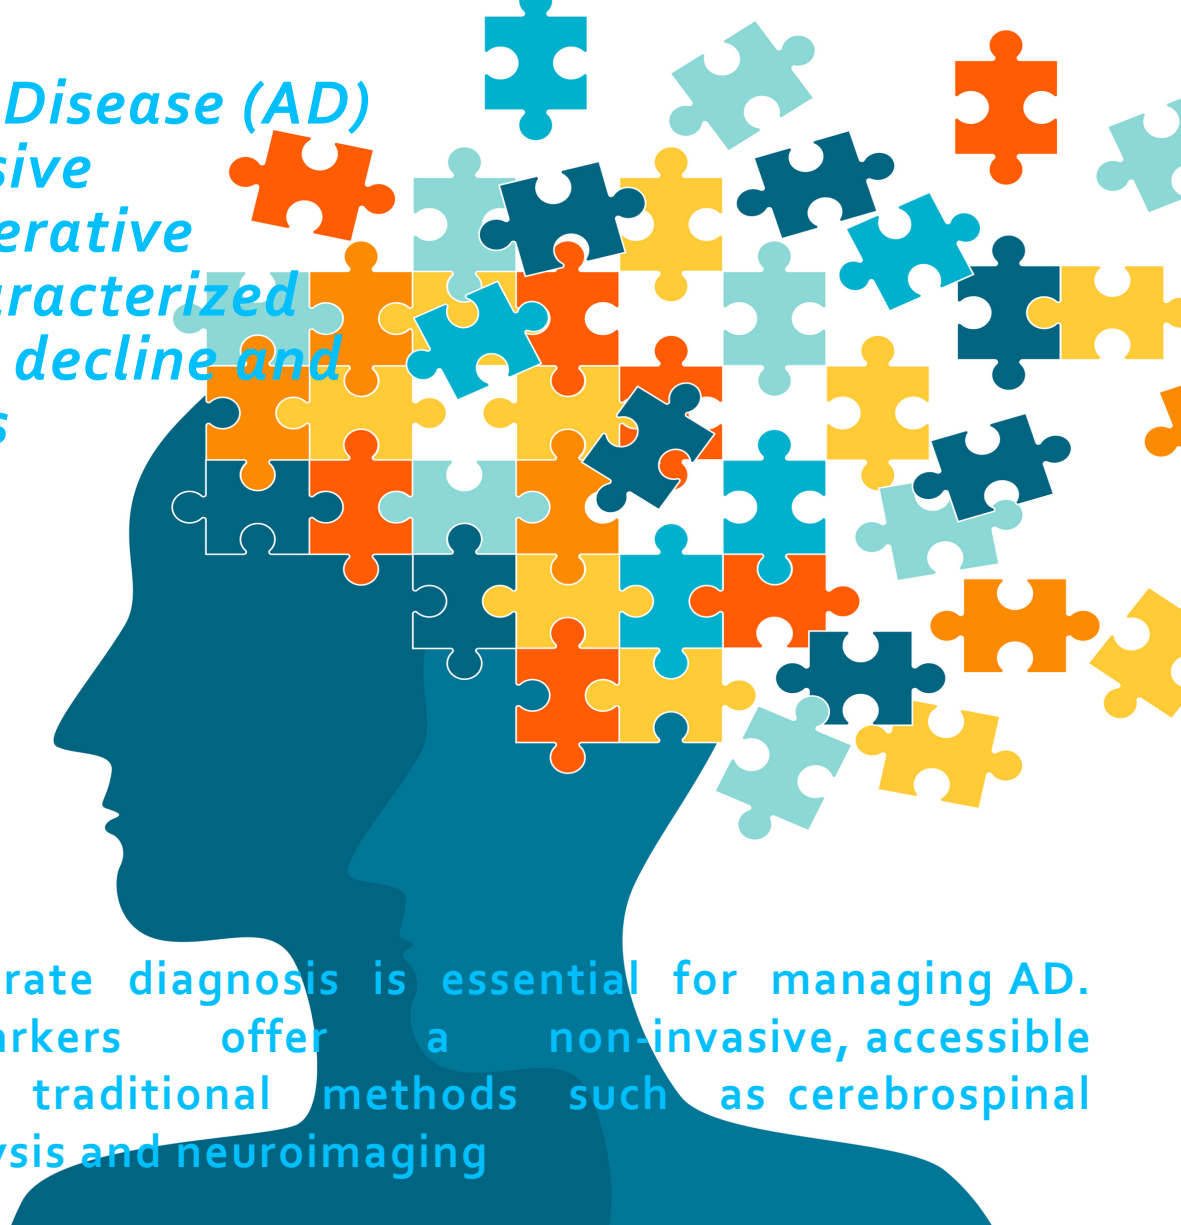 Disease (AD)
sive
erative
aracterized
decline and
s
rate diagnosis is essential for managing AD.
arkers offer a non-invasive, accessible
traditional methods such as cerebrospinal
ysis and neuroimaging